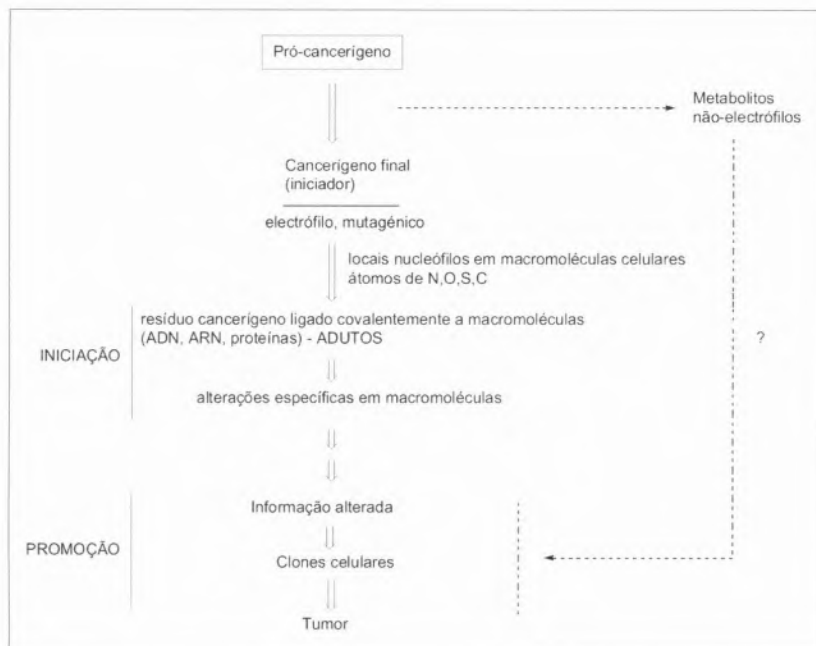 Pró-cancerígeno
Metabolitos
não-electrófilos
Cancerígeno final
(iniciador)
electrófilo, mutagénico
locais nucleófilos em macromoléculas celulares
átomos de N,O,S,C
resíduo cancerígeno ligado covalentemente a macromoléculas
(ADN, ARN, proteínas) - ADUTOS
INICIAÇÃO
?
alterações específicas em macromoléculas
Informação alterada
PROMOÇÃO
Clones celulares
Tumor